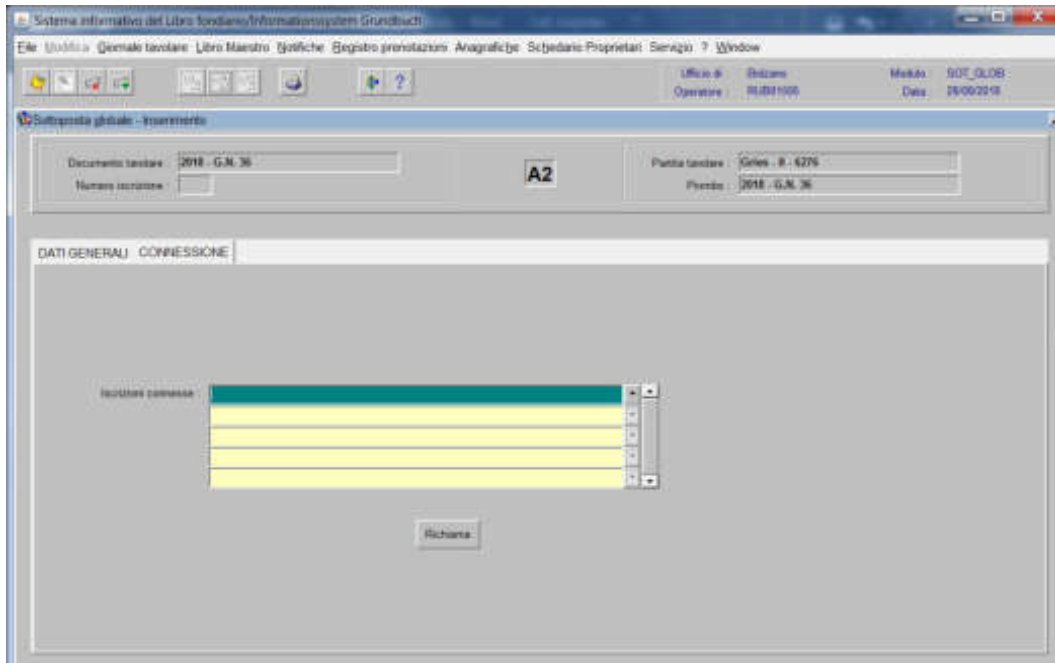 Sistema informativo del Libro fondiario/Informationssystem Grundbuch
File Modifica Giornale tavolare Libro Maestro Notifiche Registro prenotazioni Anagrafiche Schedario Proprietari Servizio ? Window
Ufficio di : Bolzano Modulo : SOT_GLOB
Operatore : Data :
Sottoposta globale - Inserimento
Documento tavolare : 2018 - G.N. 36 A2 Partita tavolare : Gries - II - 6276
Numero iscrizione : Piombo : 2018 - G.N. 36
DATI GENERALI CONNESSIONE
Iscrizioni connesse
Richiama